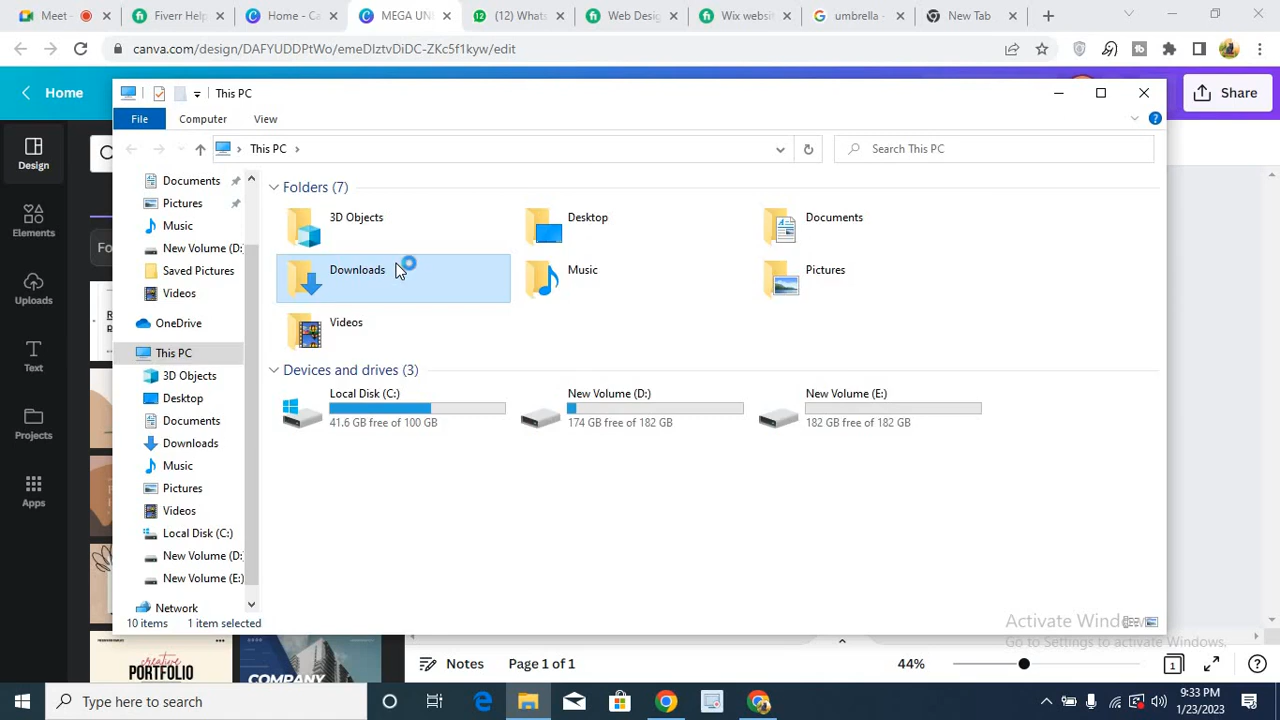 Meet -
Fiverr Help
Home - Ca
MEGA UNI
(12) Whats
Web Desig
Wix websit
umbrella -
New Tab
canva.com/design/DAFYUDDPtWo/emeDIztvDiDC-ZKc5f1kyw/edit
Home
Share
This PC
File
Computer
View
This PC
Search This PC
Design
Elements
Uploads
Text
Projects
Apps
Documents
Pictures
Music
New Volume (D:
Saved Pictures
Videos
OneDrive
This PC
3D Objects
Desktop
Documents
Downloads
Music
Pictures
Videos
Local Disk (C:)
New Volume (D:
New Volume (E:)
Network
Folders (7)
3D Objects
Desktop
Documents
Downloads
Music
Pictures
Videos
Devices and drives (3)
Local Disk (C:)
41.6 GB free of 100 GB
New Volume (D:)
174 GB free of 182 GB
New Volume (E:)
182 GB free of 182 GB
10 items
1 item selected
Activate Windows
Go to Settings to activate Windows.
creative
PORTFOLIO
COMPANY
Notes
Page 1 of 1
44%
1
Type here to search
9:33 PM
1/23/2023